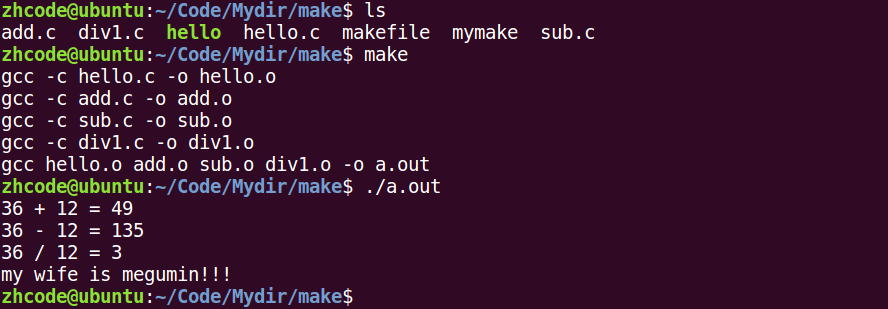 zhcode@ubuntu:~/Code/Mydir/make$ ls
add.c  div1.c  hello  hello.c  makefile  mymake  sub.c
zhcode@ubuntu:~/Code/Mydir/make$ make
gcc -c hello.c -o hello.o
gcc -c add.c -o add.o
gcc -c sub.c -o sub.o
gcc -c div1.c -o div1.o
gcc hello.o add.o sub.o div1.o -o a.out
zhcode@ubuntu:~/Code/Mydir/make$ ./a.out
36 + 12 = 49
36 - 12 = 135
36 / 12 = 3
my wife is megumin!!!
zhcode@ubuntu:~/Code/Mydir/make$